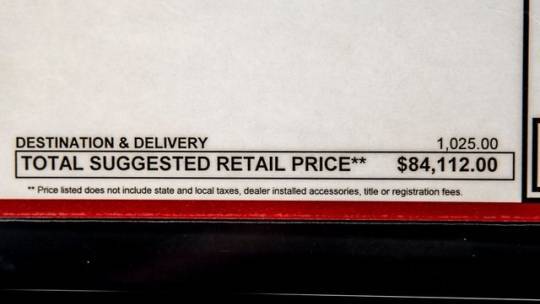 DESTINATION & DELIVERY 1,025.00
TOTAL SUGGESTED RETAIL PRICE** $84,112.00
** Price listed does not include state and local taxes, dealer installed accessories, title or registration fees.